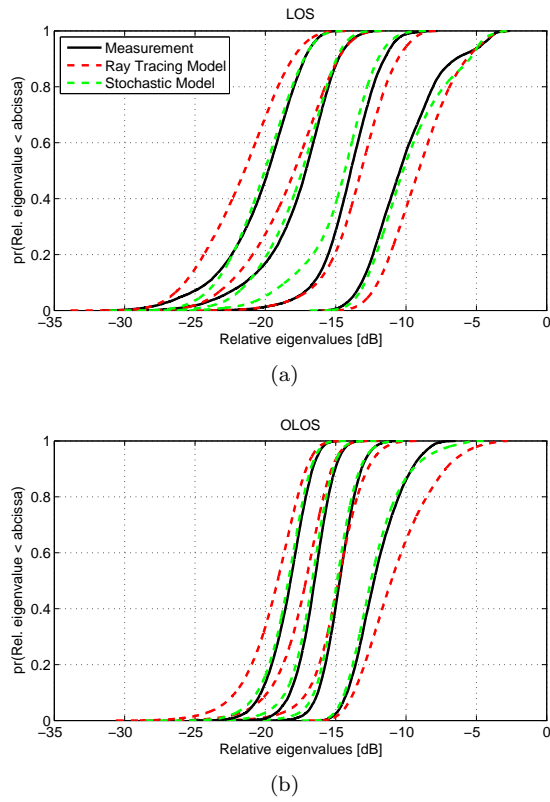 LOS
Measurement
Ray Tracing Model
Stochastic Model
pr(Rel. eigenvalue < abcissa)
1
0.8
0.6
0.4
0.2
0
−35 −30 −25 −20 −15 −10 −5 0
Relative eigenvalues [dB]
(a)
OLOS
pr(Rel. eigenvalue < abcissa)
1
0.8
0.6
0.4
0.2
0
−35 −30 −25 −20 −15 −10 −5 0
Relative eigenvalues [dB]
(b)